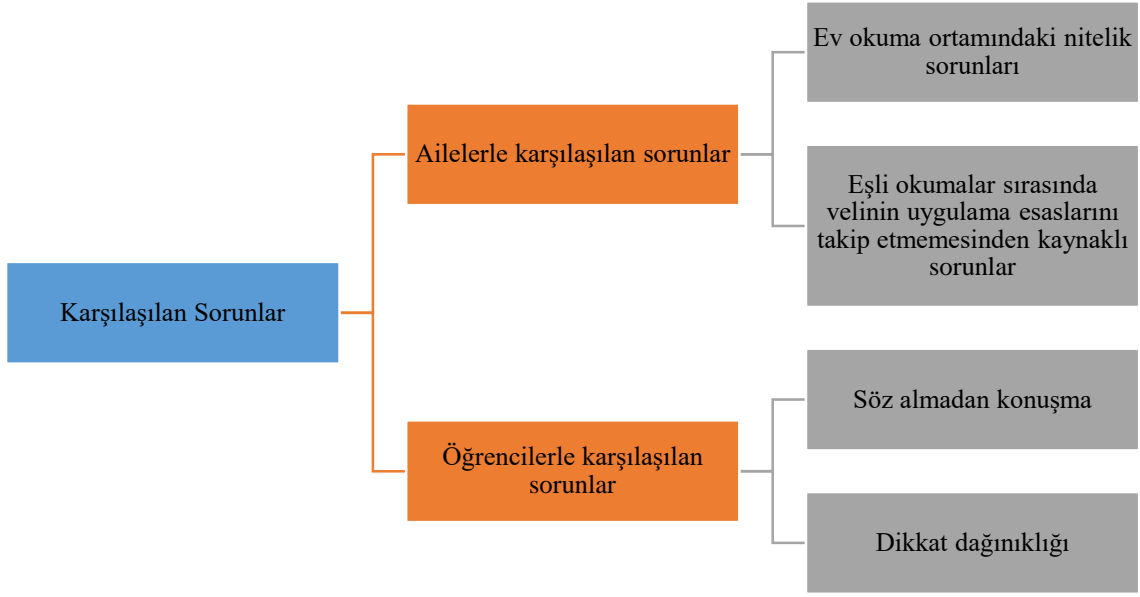 Karşılaşılan Sorunlar
Ailelerle karşılaşılan sorunlar
Ev okuma ortamındaki nitelik
sorunları
Eşli okumalar sırasında
velinin uygulama esaslarını
takip etmemesinden kaynaklı
sorunlar
Öğrencilerle karşılaşılan
sorunlar
Söz almadan konuşma
Dikkat dağınıklığı